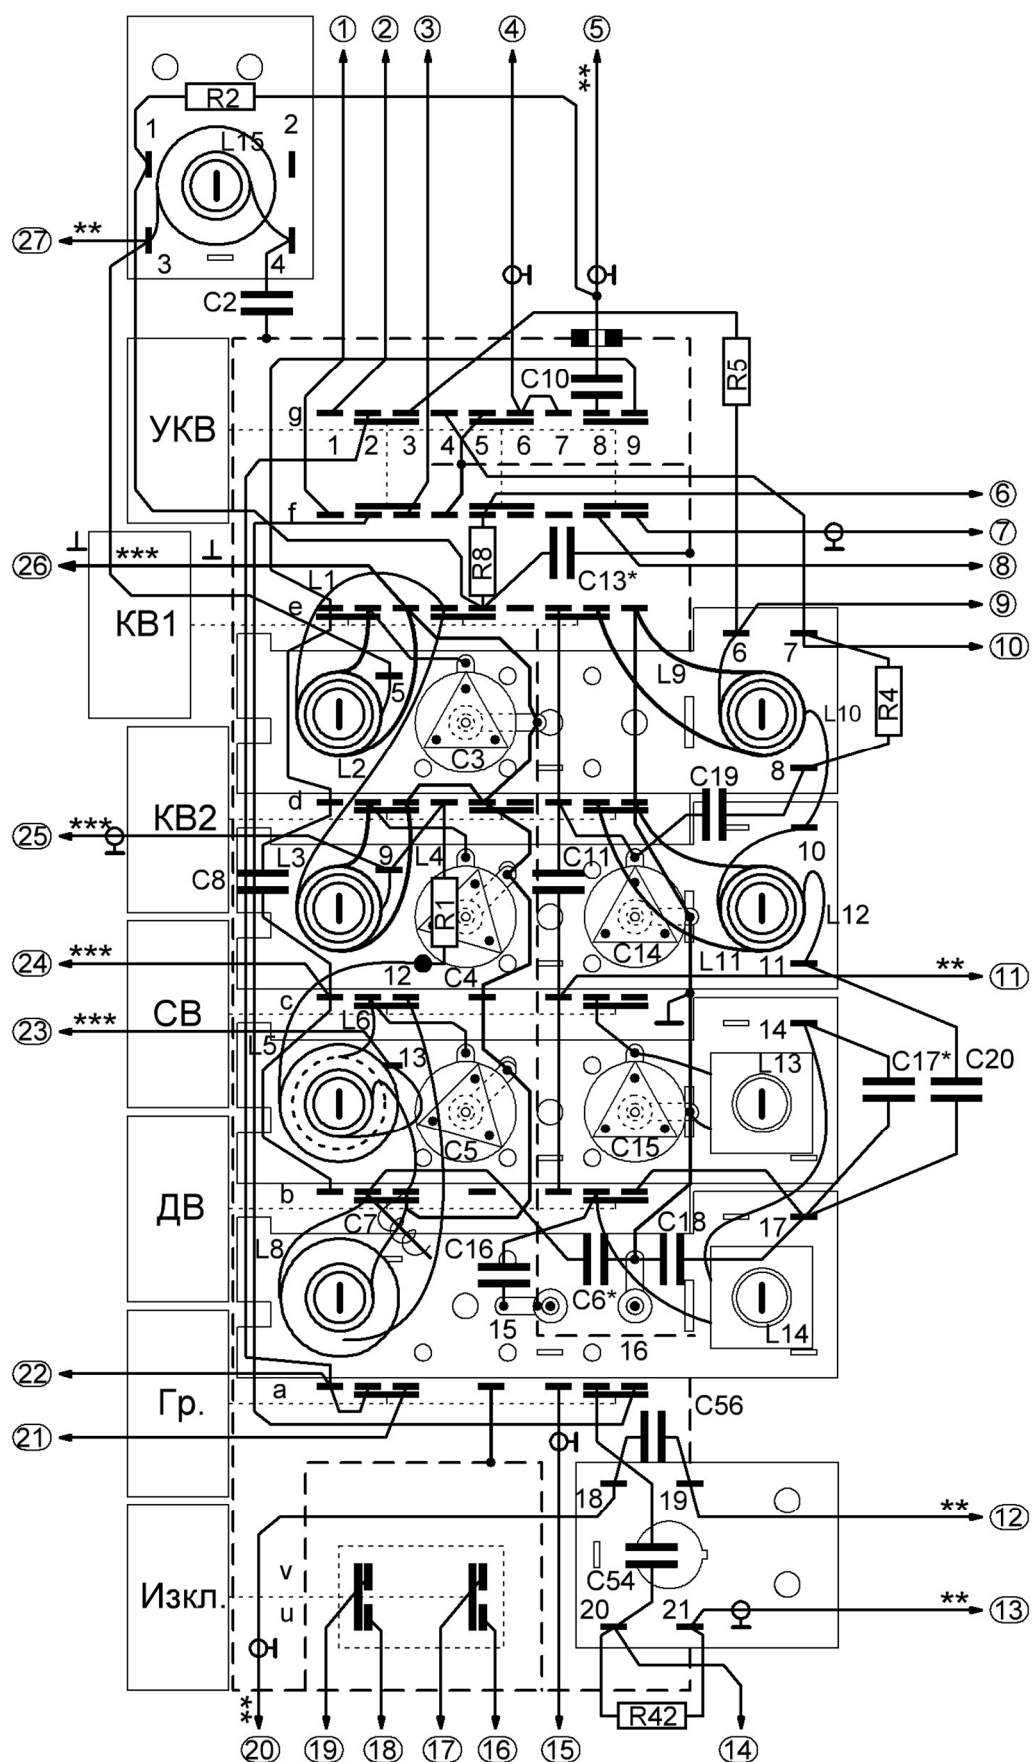 ① ② ③ ④ ⑤
**
R2
1 2
L15
㉗ **
3 4
C2
C10
R5
УКВ
g
1 2 3 4 5 6 7 8 9
f
⑥
⑦
⑧
⊥ *** ⊥
㉖
R8
C13*
L1
e
КВ1
⑨
⑩
6 7
5
L9
R4
L10
L2
C3
8
C19
d
КВ2
㉕ ***
10
L3 9 L4
C11
C8
R1
L12
C14
L11 11
㉔ ***
12 C4
** ⑪
c
СВ
L6
㉓ ***
L5
13
14
L13
C17* C20
C5
C15
b
ДВ
C7
17
L8
C16
C18
C6*
15
16
L14
㉒
a
Гр.
C56
㉑
18 19
** ⑫
v
C54
Изкл.
u
20 21
** ⑬
R42
**
⑳ ⑲ ⑱ ⑰ ⑯ ⑮ ⑭